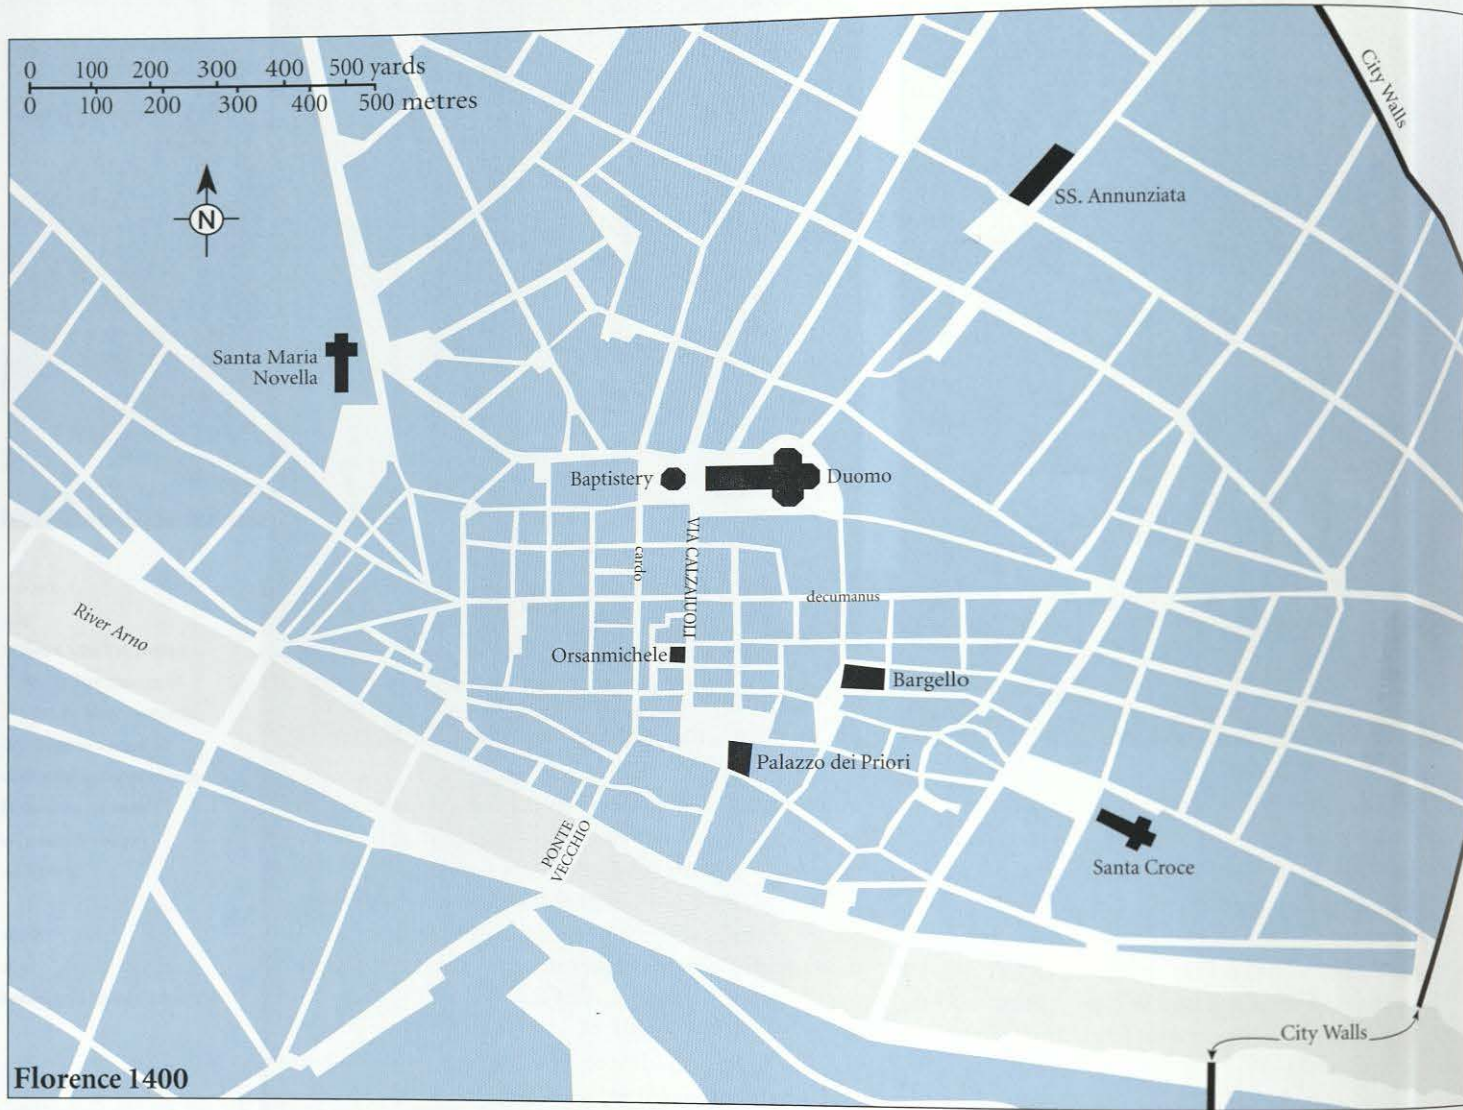 0 100 200 300 400 500 yards
0 100 200 300 400 500 metres
City Walls
N
SS. Annunziata
Santa Maria
Novella
Baptistery
Duomo
VIA CALZAIUOLI
cardo
decumanus
River Arno
Orsanmichele
Bargello
Palazzo dei Priori
PONTE
VECCHIO
Santa Croce
City Walls
Florence 1400